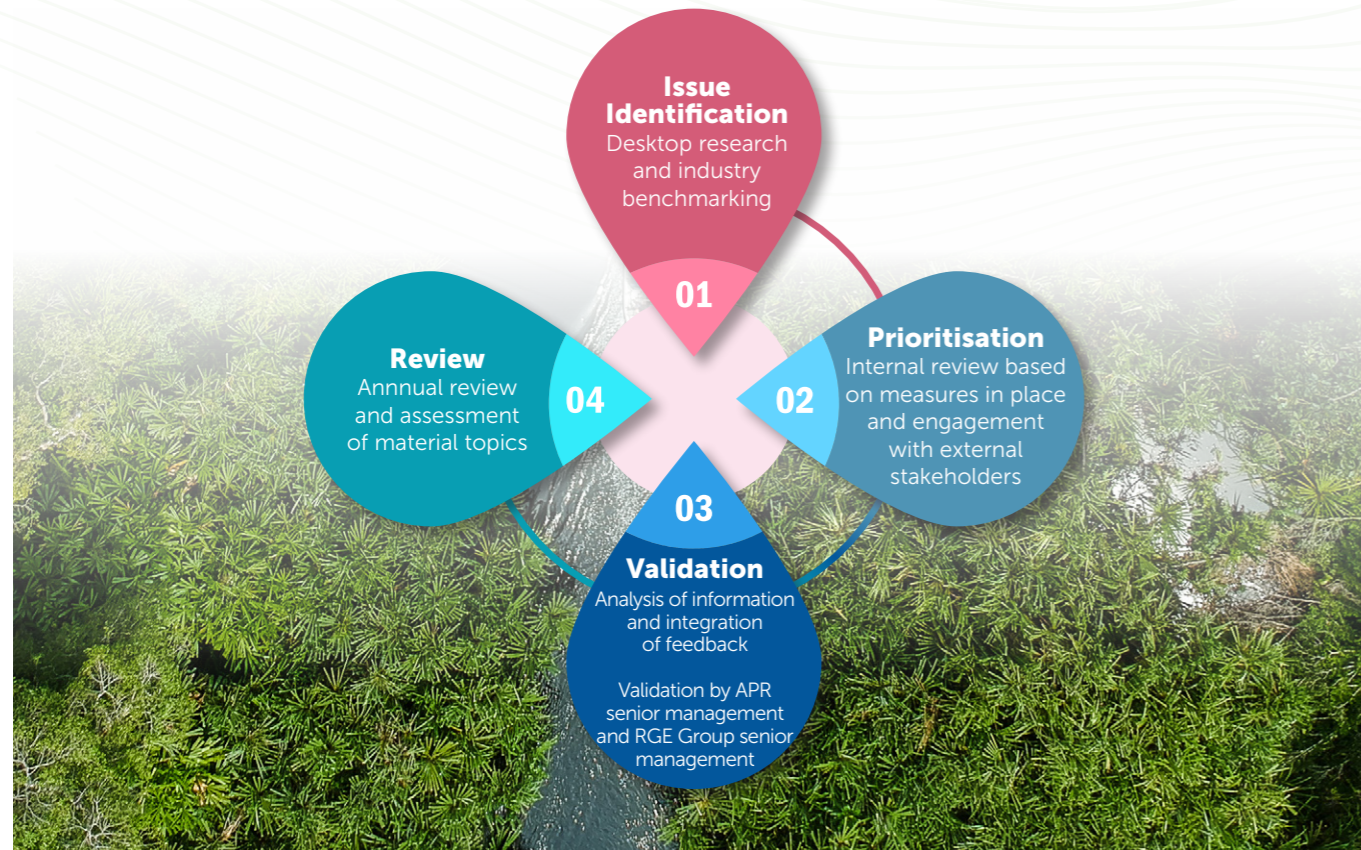 Issue
Identification
Desktop research
and industry
benchmarking
01
Prioritisation
Internal review based
on measures in place
and engagement
with external
stakeholders
02
03
Validation
Analysis of information
and integration
of feedback
Validation by APR
senior management
and RGE Group senior
management
Review
Annnual review
and assessment
of material topics
04